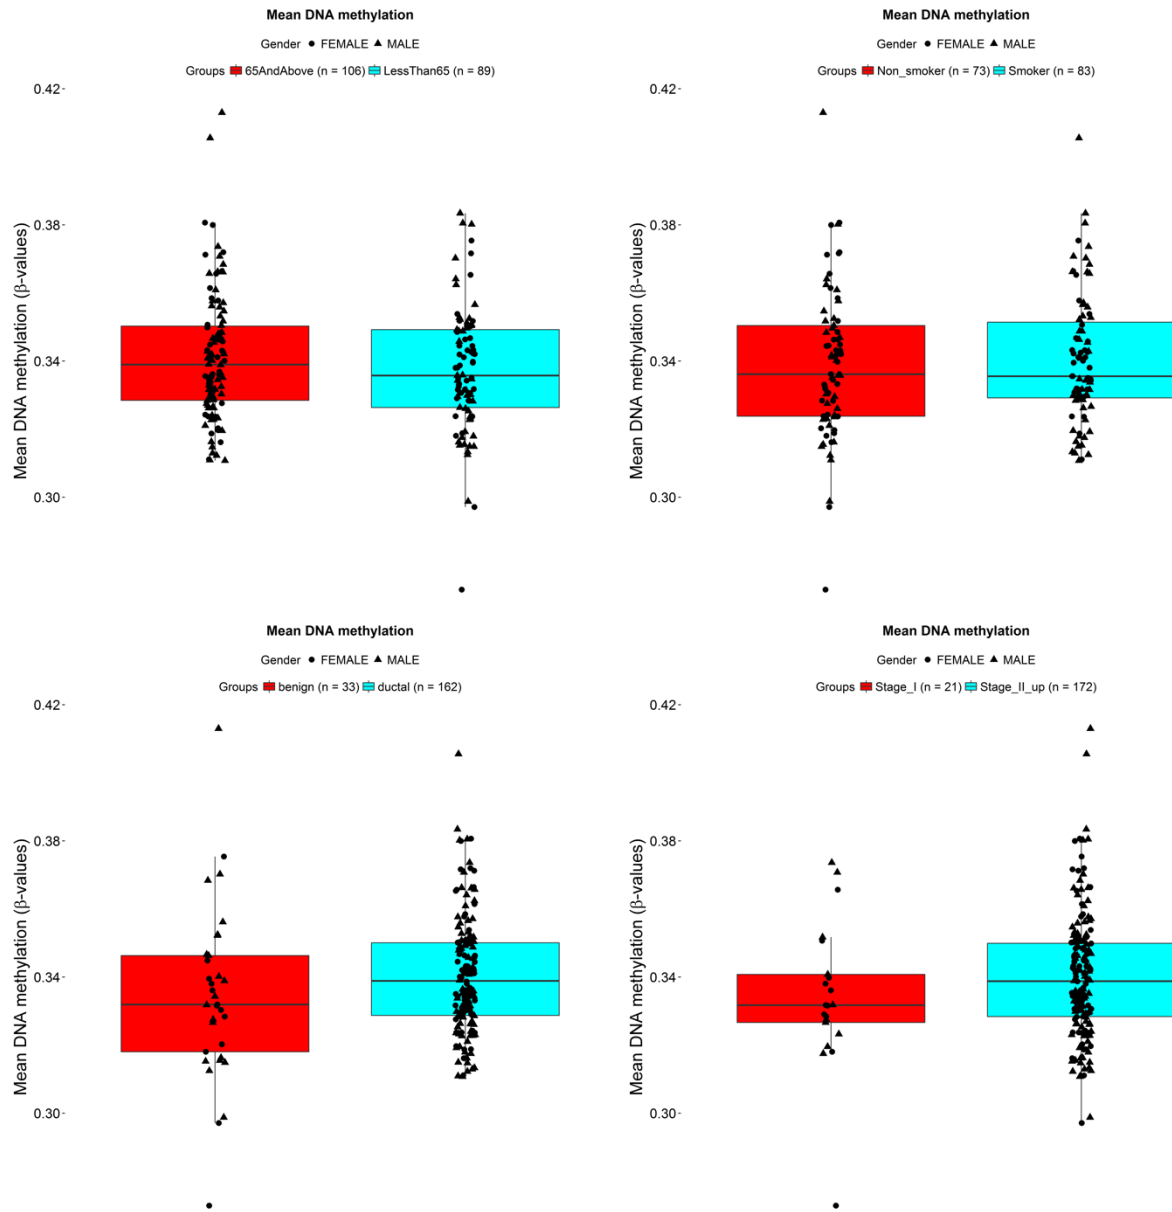 Mean DNA methylation
Gender FEMALE MALE
Groups 65AndAbove (n = 106) LessThan65 (n = 89)
0.42
0.38
0.34
0.30
Mean DNA methylation (β-values)
Mean DNA methylation
Gender FEMALE MALE
Groups Non_smoker (n = 73) Smoker (n = 83)
0.42
0.38
0.34
0.30
Mean DNA methylation (β-values)
Mean DNA methylation
Gender FEMALE MALE
Groups benign (n = 33) ductal (n = 162)
0.42
0.38
0.34
0.30
Mean DNA methylation (β-values)
Mean DNA methylation
Gender FEMALE MALE
Groups Stage_I (n = 21) Stage_II_up (n = 172)
0.42
0.38
0.34
0.30
Mean DNA methylation (β-values)